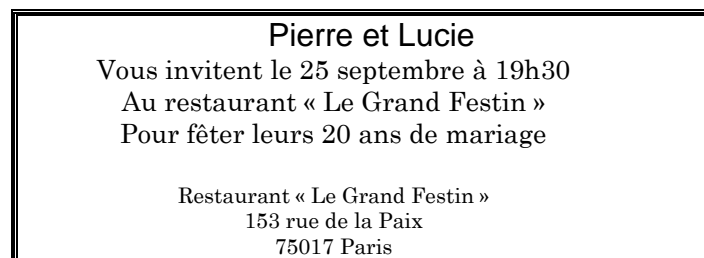 Pierre et Lucie
Vous invitent le 25 septembre à 19h30
Au restaurant « Le Grand Festin »
Pour fêter leurs 20 ans de mariage
Restaurant « Le Grand Festin »
153 rue de la Paix
75017 Paris